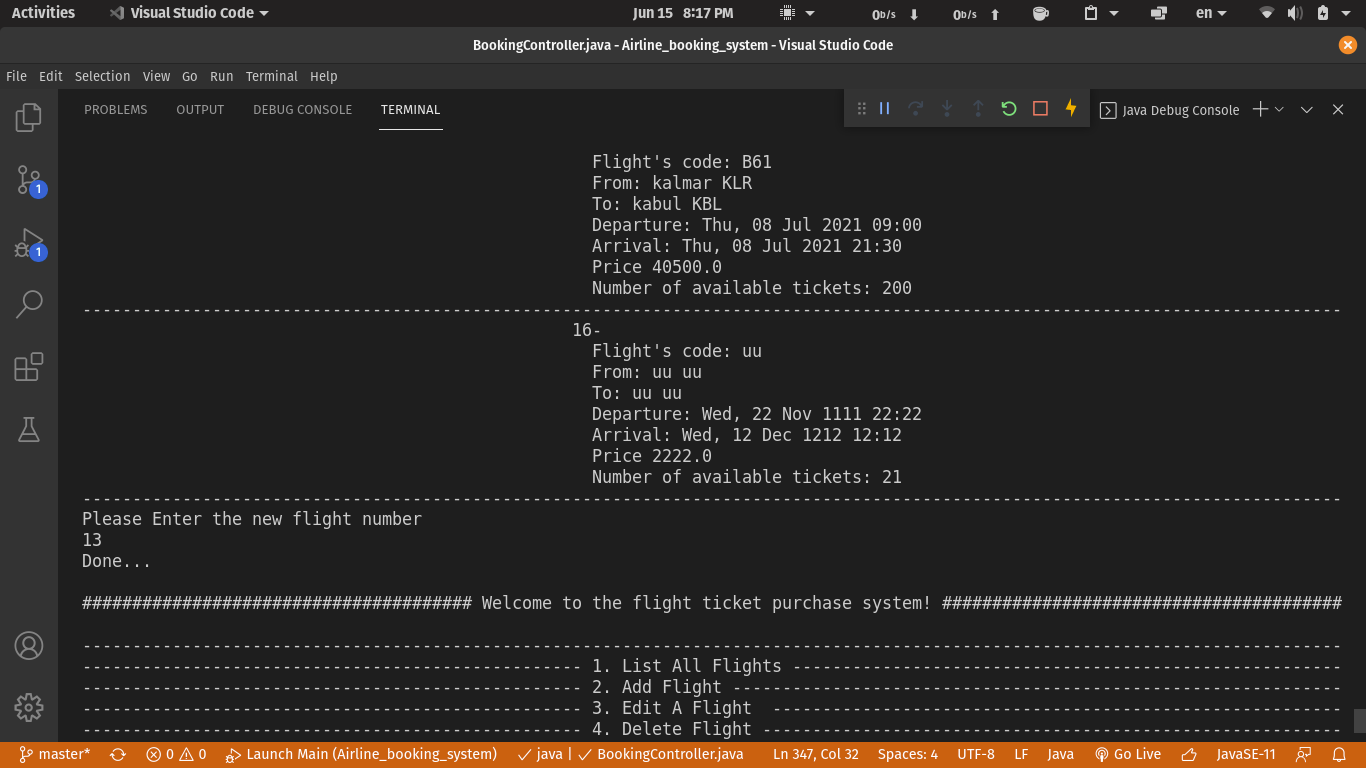 Activities Visual Studio Code Jun 15 8:17 PM 0b/s 0b/s en
BookingController.java - Airline_booking_system - Visual Studio Code
File Edit Selection View Go Run Terminal Help
PROBLEMS OUTPUT DEBUG CONSOLE TERMINAL Java Debug Console
Flight's code: B61
From: kalmar KLR
To: kabul KBL
Departure: Thu, 08 Jul 2021 09:00
Arrival: Thu, 08 Jul 2021 21:30
Price 40500.0
Number of available tickets: 200
------------------------------------------------------------------------------------------------------------------------------
16-
Flight's code: uu
From: uu uu
To: uu uu
Departure: Wed, 22 Nov 1111 22:22
Arrival: Wed, 12 Dec 1212 12:12
Price 2222.0
Number of available tickets: 21
------------------------------------------------------------------------------------------------------------------------------
Please Enter the new flight number
13
Done...
####################################### Welcome to the flight ticket purchase system! ########################################
------------------------------------------------------------------------------------------------------------------------------
-------------------------------------------------- 1. List All Flights -------------------------------------------------------
-------------------------------------------------- 2. Add Flight -------------------------------------------------------------
-------------------------------------------------- 3. Edit A Flight  ---------------------------------------------------------
-------------------------------------------------- 4. Delete Flight ----------------------------------------------------------
1
1
master* 0 0 Launch Main (Airline_booking_system) java | BookingController.java Ln 347, Col 32 Spaces: 4 UTF-8 LF Java Go Live JavaSE-11